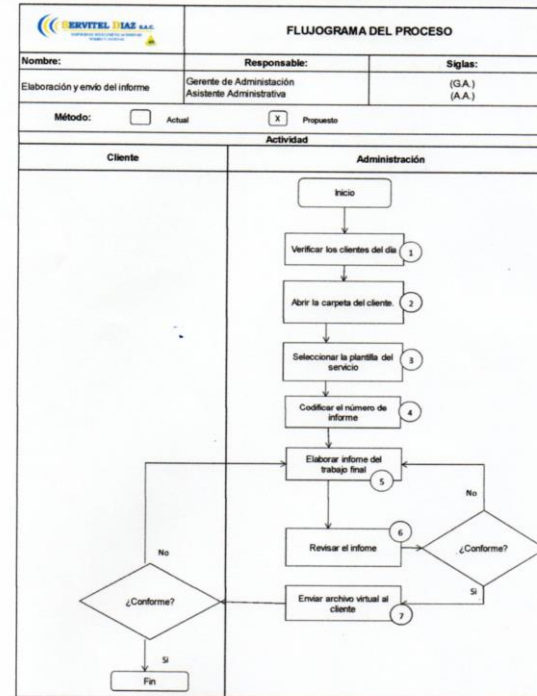 SERVITEL DIAZ S.A.C.
FLUJOGRAMA DEL PROCESO
Nombre:
Responsable:
Siglas:
Elaboración y envío del informe
Gerente de Administación
Asistente Administrativa
(G.A.)
(A.A.)
Método:
Actual
X
Propuesto
Actividad
Cliente
Administración
Inicio
Verificar los clientes del día
1
Abrir la carpeta del cliente.
2
Seleccionar la plantilla del
servicio
3
Codificar el número de
informe
4
Elaborar infome del
trabajo final
5
No
Revisar el infome
6
¿Conforme?
No
Si
Enviar archivo virtual al
cliente
7
¿Conforme?
Si
Fin